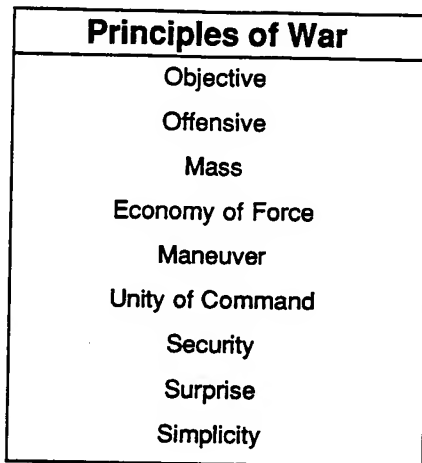 Principles of War
Objective
Offensive
Mass
Economy of Force
Maneuver
Unity of Command
Security
Surprise
Simplicity